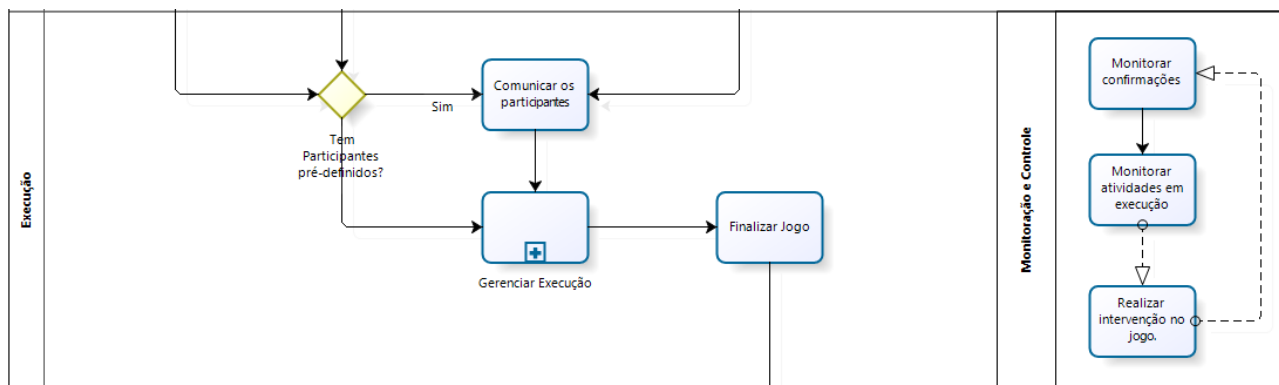 Execução
Tem
Participantes
pré-definidos?
Sim
Comunicar os
participantes
Gerenciar Execução
Finalizar Jogo
Monitoração e Controle
Monitorar
confirmações
Monitorar
atividades em
execução
Realizar
intervenção no
jogo.